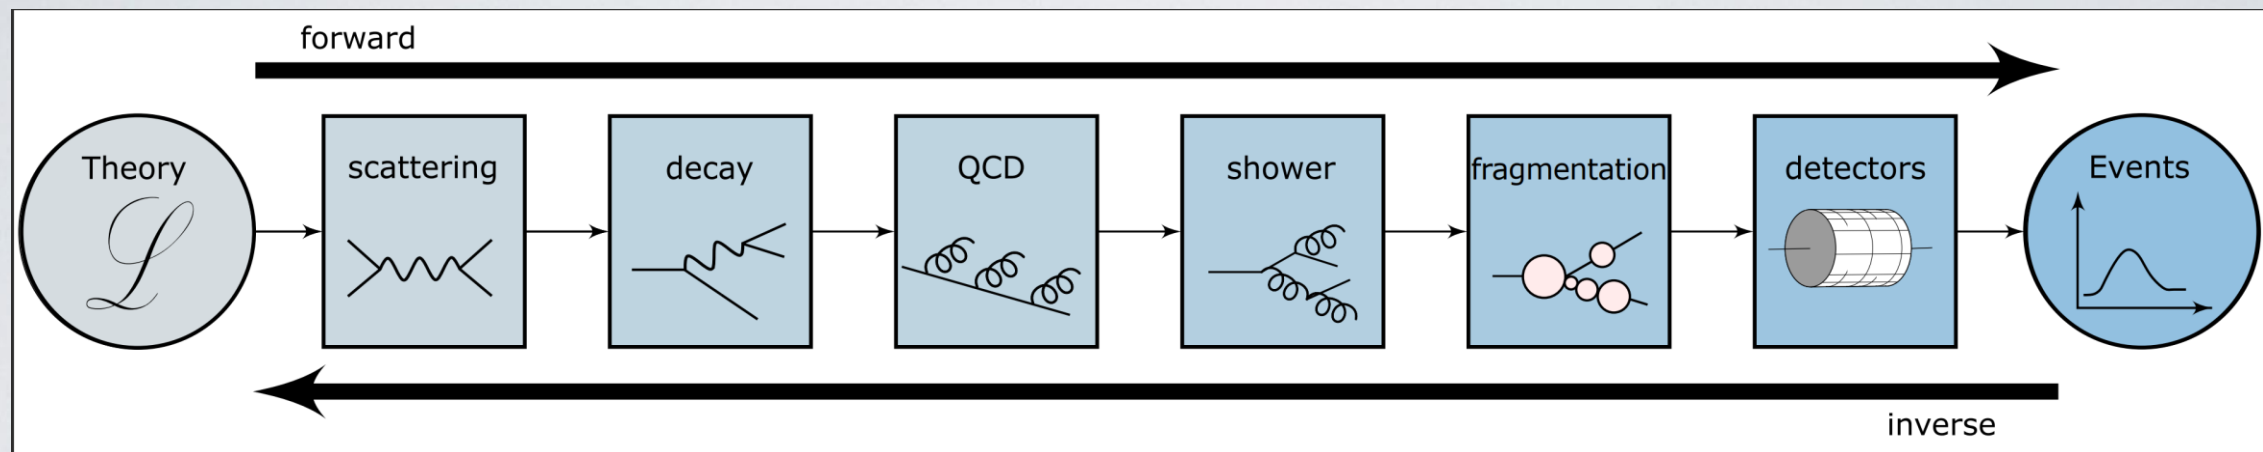 forward
Theory
ℒ
scattering
decay
QCD
shower
fragmentation
detectors
Events
inverse